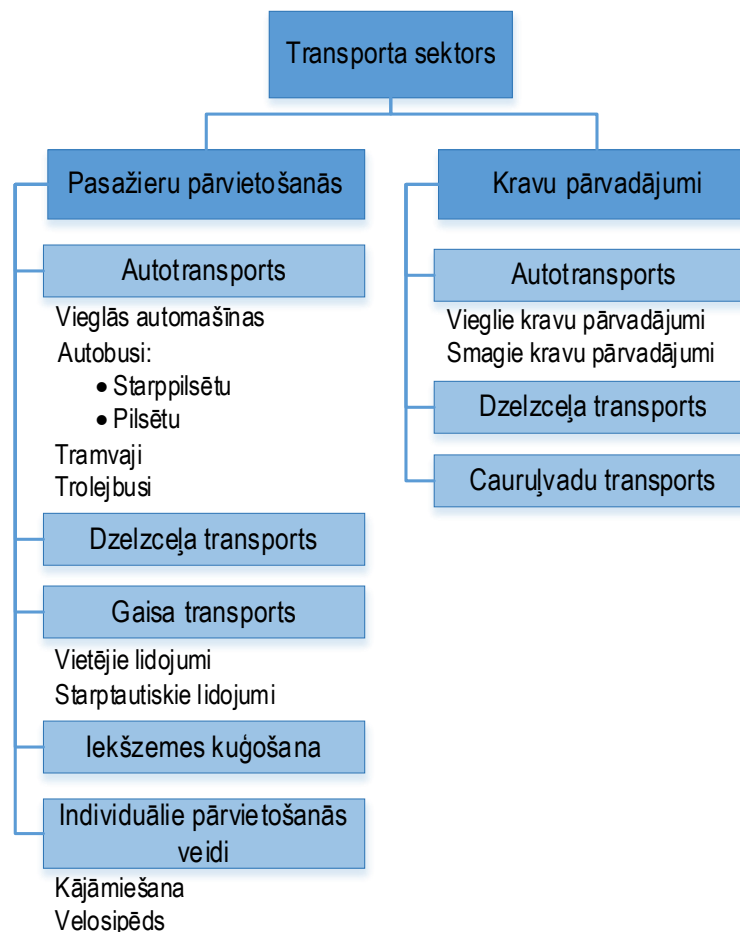 Transporta sektors
Pasažieru pārvietošanās
Autotransports
Vieglās automašīnas
Autobusi:
• Starppilsētu
• Pilsētu
Tramvaji
Trolejbusi
Dzelzceļa transports
Gaisa transports
Vietējie lidojumi
Starptautiskie lidojumi
Iekšzemes kuģošana
Individuālie pārvietošanās
veidi
Kājāmiešana
Velosipēds
Kravu pārvadājumi
Autotransports
Vieglie kravu pārvadājumi
Smagie kravu pārvadājumi
Dzelzceļa transports
Cauruļvadu transports